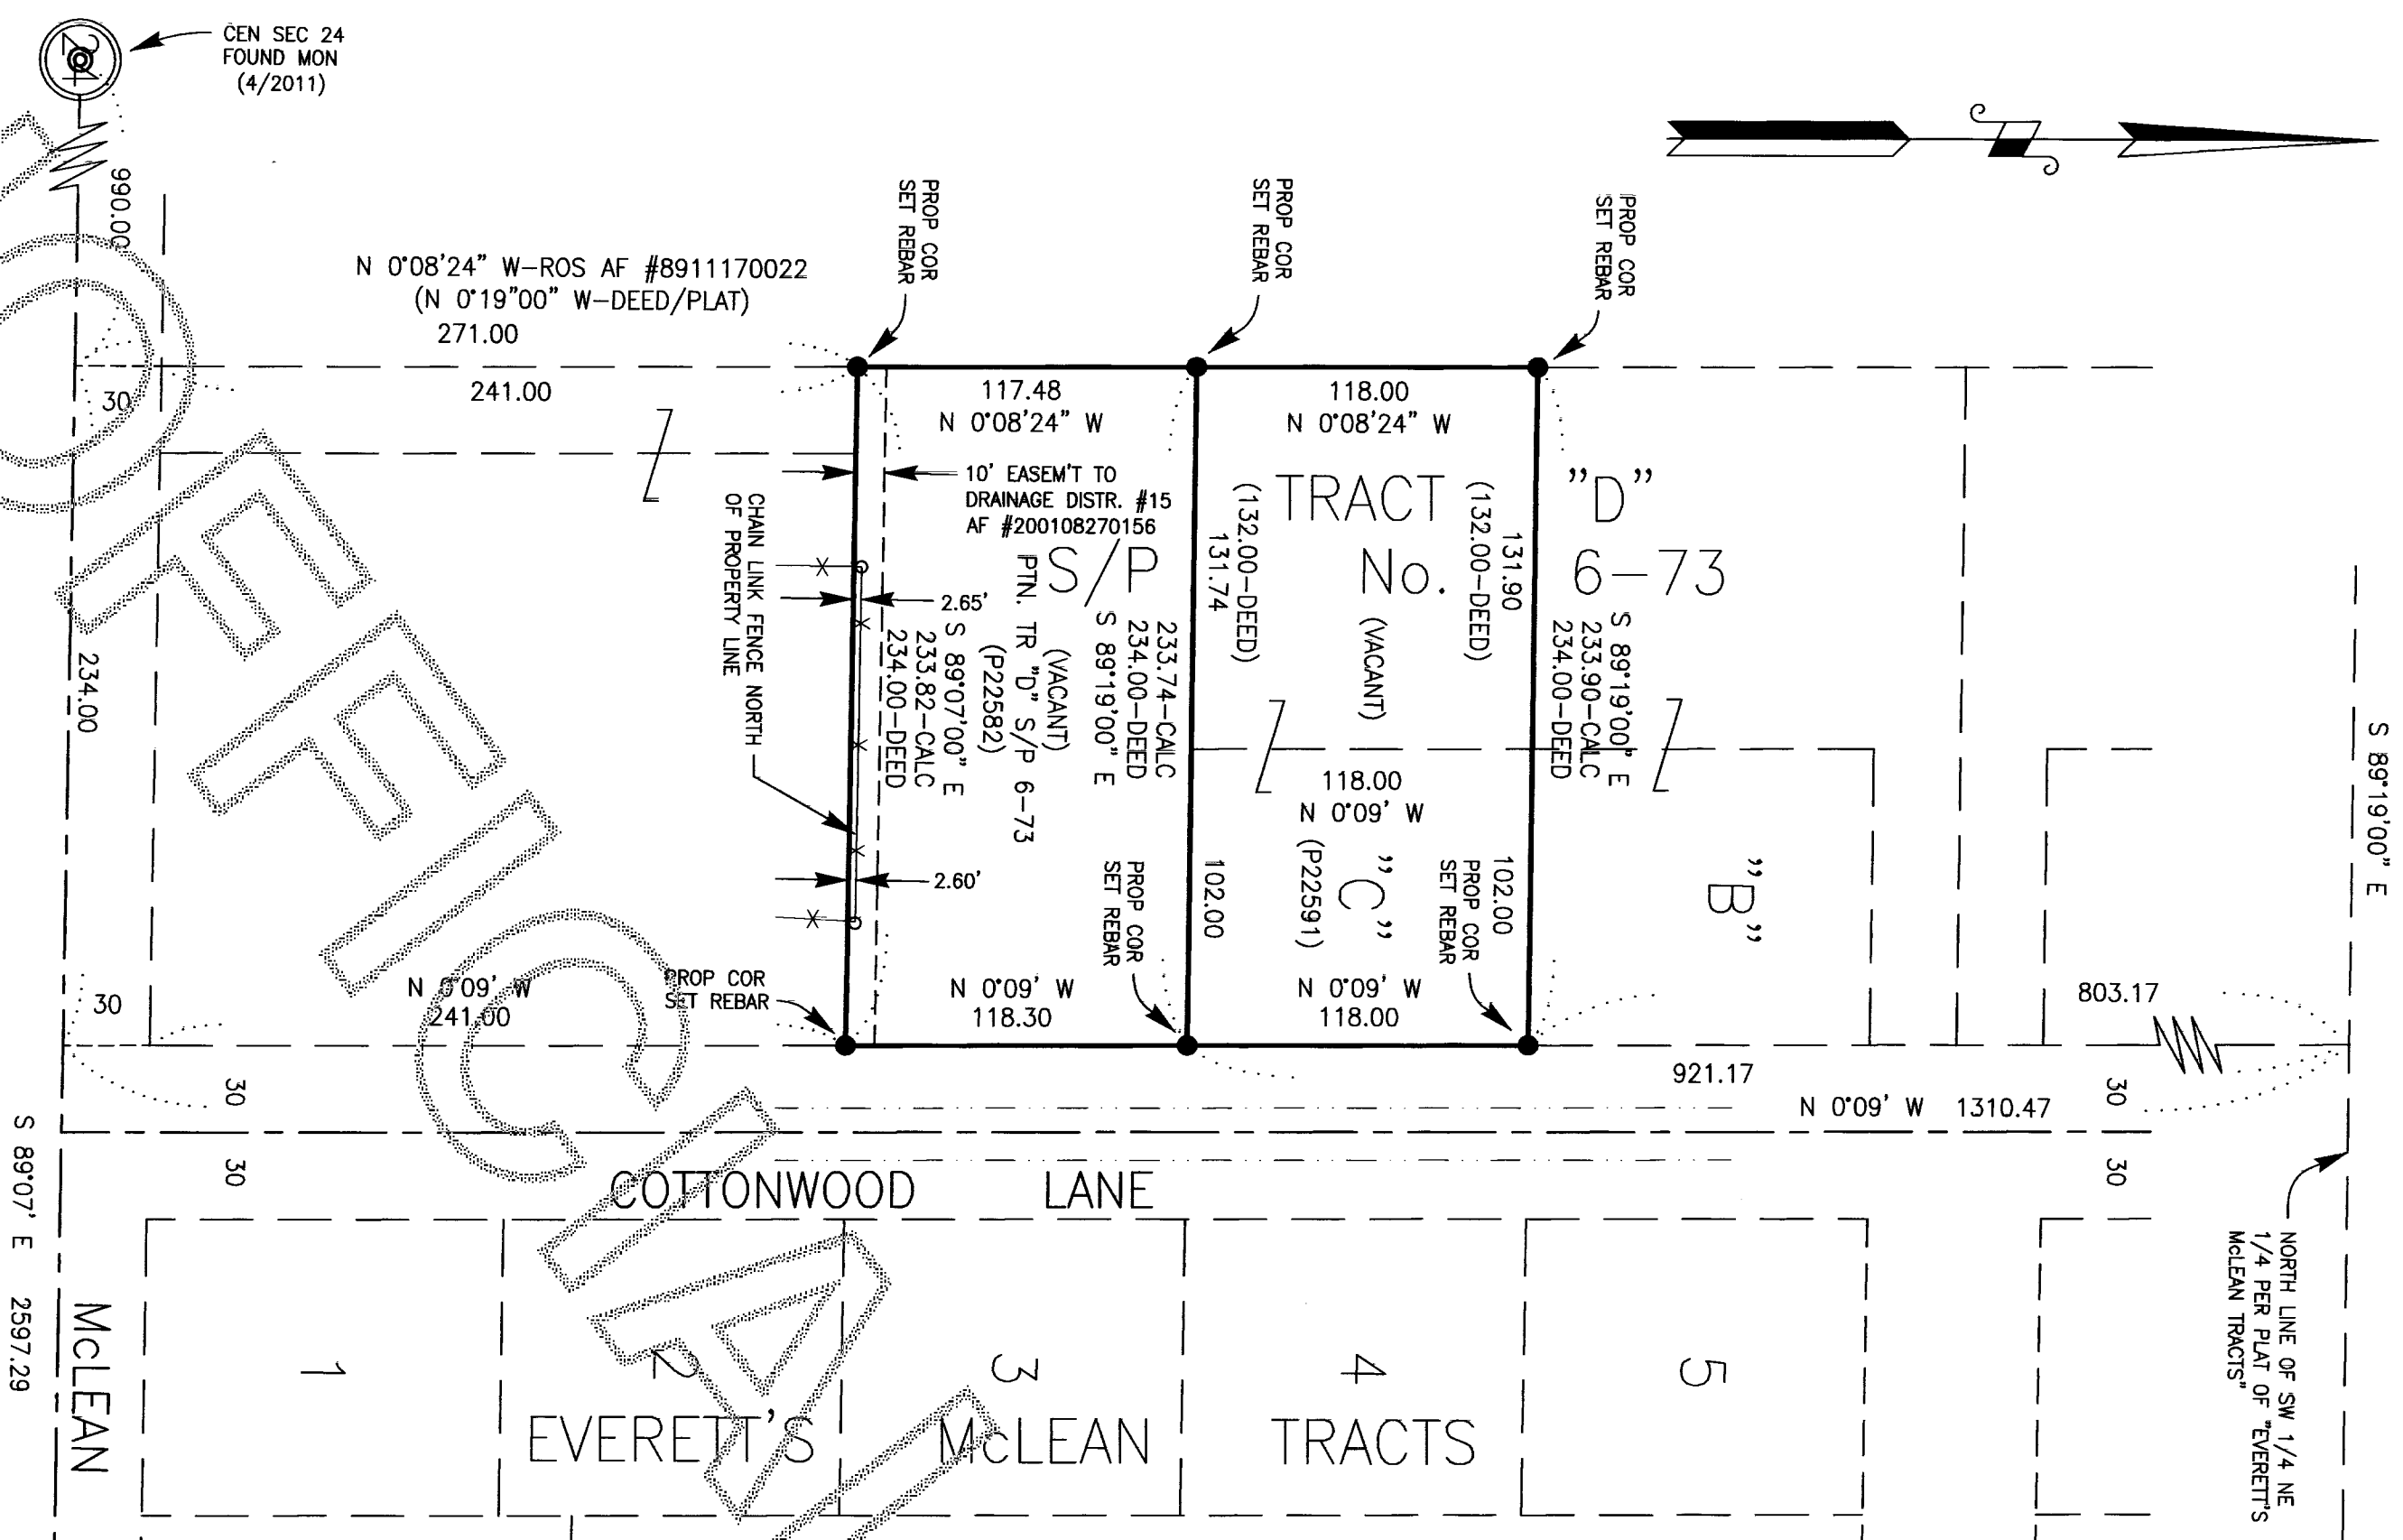 CEN SEC 24
FOUND MON
(4/2011)
24
990.00
PROP COR
SET REBAR
PROP COR
SET REBAR
PROP COR
SET REBAR
N 0°08'24" W-ROS AF #8911170022
(N 0°19"00" W-DEED/PLAT)
271.00
241.00
30
117.48
N 0°08'24" W
118.00
N 0°08'24" W
10' EASEM'T TO
DRAINAGE DISTR. #15
AF #200108270156
TRACT "D"
S/P No. 6-73
CHAIN LINK FENCE NORTH
OF PROPERTY LINE
2.65'
S 89°07'00" E
233.82-CALC
234.00-DEED
PTN. TR "D" S/P 6-73
(VACANT)
(P22582)
233.74-CALC
234.00-DEED
S 89°19'00" E
(132.00-DEED)
131.74
(VACANT)
131.90
(132.00-DEED)
S 89°19'00" E
233.90-CALC
234.00-DEED
234.00
118.00
N 0°09' W
"C"
(P22591)
"B"
2.60'
102.00
PROP COR
SET REBAR
102.00
PROP COR
SET REBAR
S 89°19'00" E
30
N 0°09' W
241.00
PROP COR
SET REBAR
N 0°09' W
118.30
N 0°09' W
118.00
803.17
921.17
N 0°09' W 1310.47
30
30
30
30
COTTONWOOD LANE
S 89°07' E 2597.29
McLEAN
1
2
3
4
5
EVERETT'S McLEAN TRACTS
NORTH LINE OF SW 1/4 NE
1/4 PER PLAT OF "EVERETT'S
McLEAN TRACTS"
OFFICIAL